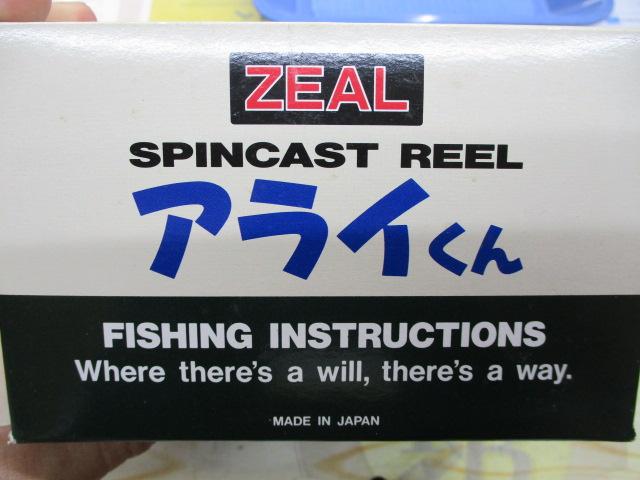 ZEAL
SPINCAST REEL
アライくん
FISHING INSTRUCTIONS
Where there's a will, there's a way.
MADE IN JAPAN